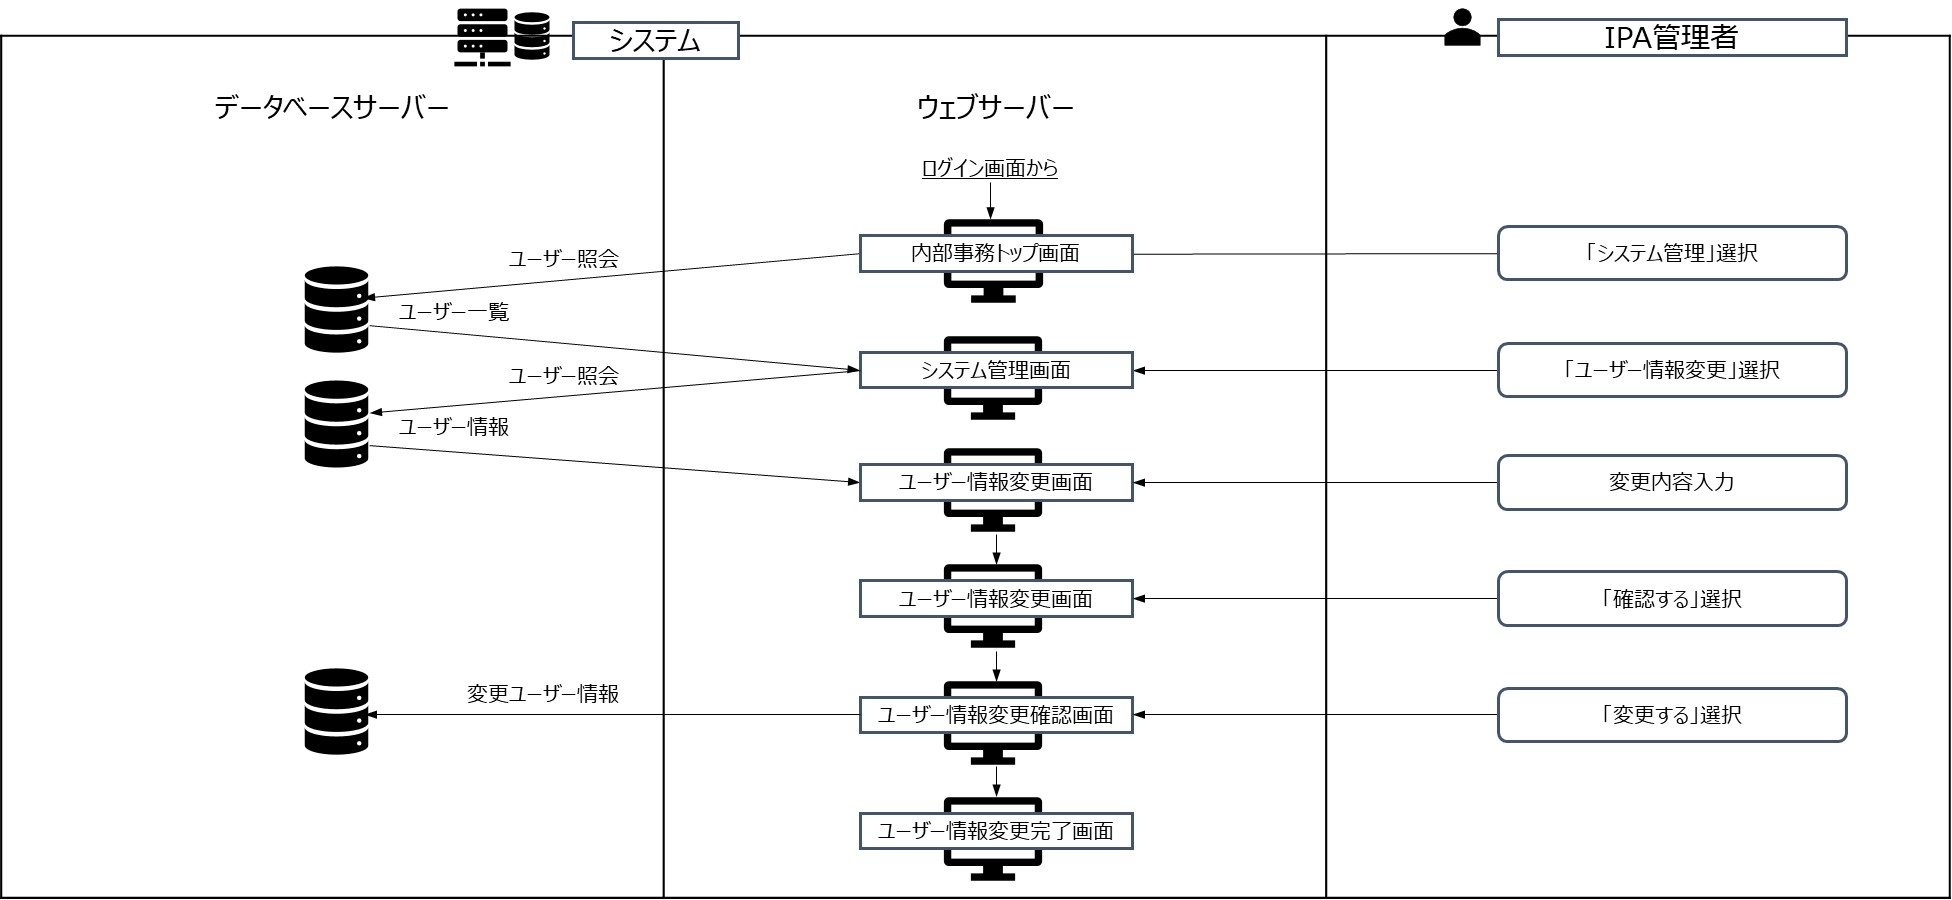 システム
IPA管理者
データベースサーバー
ウェブサーバー
ログイン画面から
内部事務トップ画面
「システム管理」選択
ユーザー照会
ユーザー一覧
システム管理画面
「ユーザー情報変更」選択
ユーザー照会
ユーザー情報
ユーザー情報変更画面
変更内容入力
ユーザー情報変更画面
「確認する」選択
変更ユーザー情報
ユーザー情報変更確認画面
「変更する」選択
ユーザー情報変更完了画面